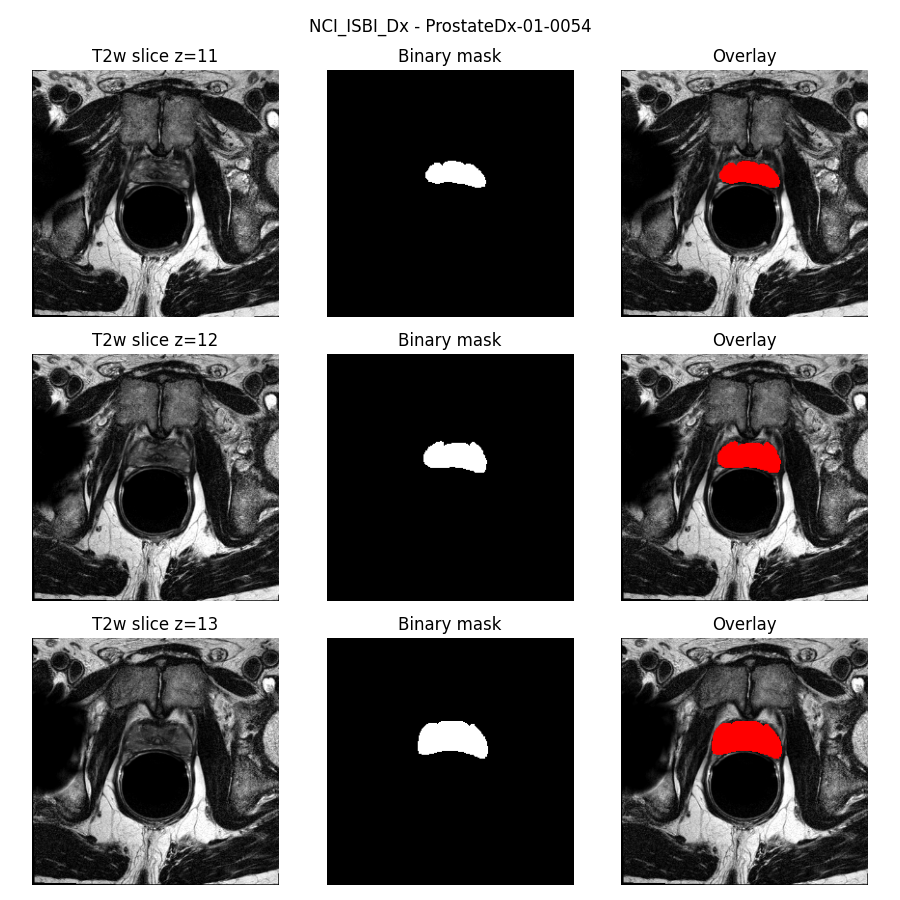 NCI_ISBI_Dx - ProstateDx-01-0054
T2w slice z=11
Binary mask
Overlay
T2w slice z=12
Binary mask
Overlay
T2w slice z=13
Binary mask
Overlay